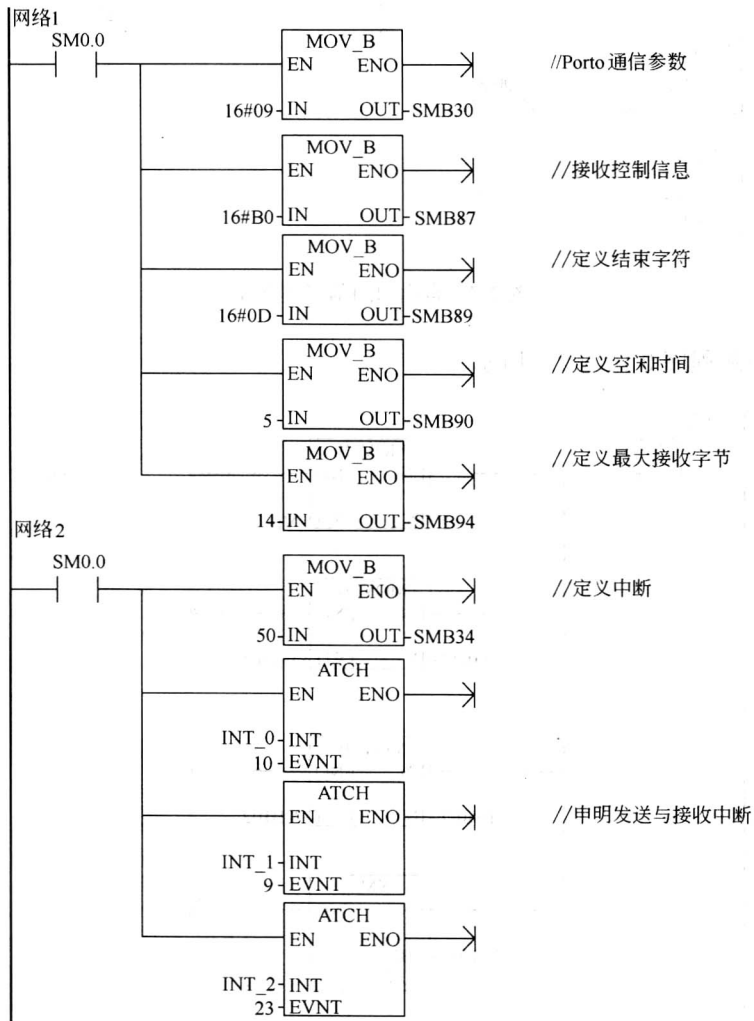 网络1
SM0.0
MOV_B
EN ENO
//Porto通信参数
16#09 IN OUT SMB30
MOV_B
EN ENO
//接收控制信息
16#B0 IN OUT SMB87
MOV_B
EN ENO
//定义结束字符
16#0D IN OUT SMB89
MOV_B
EN ENO
//定义空闲时间
5 IN OUT SMB90
MOV_B
EN ENO
//定义最大接收字节
14 IN OUT SMB94
网络2
SM0.0
MOV_B
EN ENO
//定义中断
50 IN OUT SMB34
ATCH
EN ENO
INT_0 INT
10 EVNT
ATCH
EN ENO
//申明发送与接收中断
INT_1 INT
9 EVNT
ATCH
EN ENO
INT_2 INT
23 EVNT